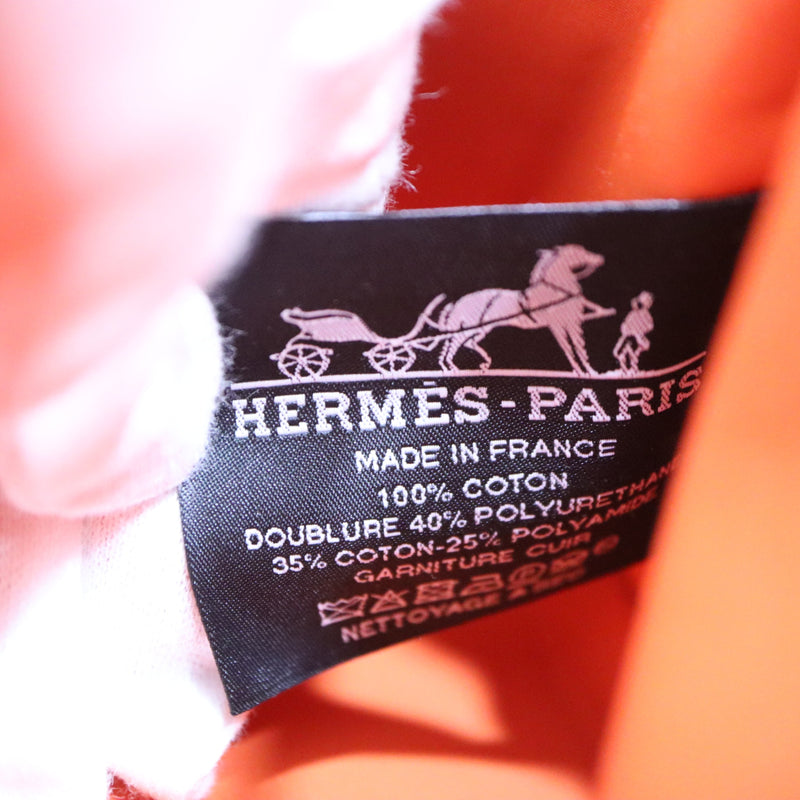 HERMÈS-PARIS
MADE IN FRANCE
100% COTON
DOUBLURE 40% POLYURETHANE
35% COTON-25% POLYAMIDE
GARNITURE CUIR
NETTOYAGE A SEC